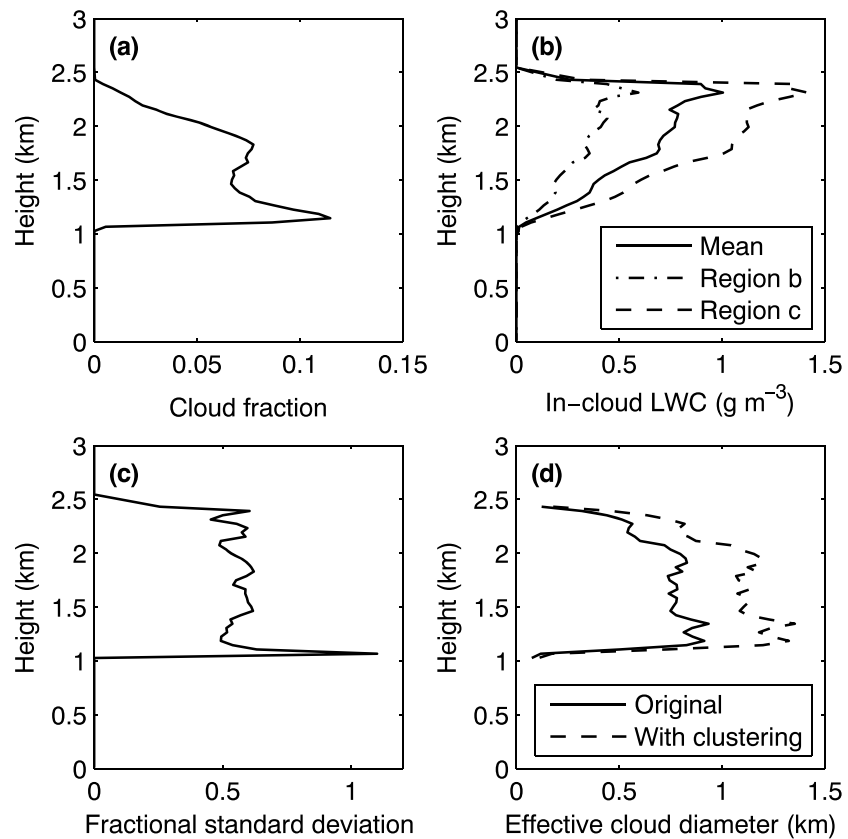 (a)
3
2.5
2
1.5
1
0.5
0
Height (km)
0 0.05 0.1 0.15
Cloud fraction
(b)
3
2.5
2
1.5
1
0.5
0
Height (km)
Mean
Region b
Region c
0 0.5 1 1.5
In−cloud LWC (g m⁻³)
(c)
3
2.5
2
1.5
1
0.5
0
Height (km)
0 0.5 1
Fractional standard deviation
(d)
3
2.5
2
1.5
1
0.5
0
Height (km)
Original
With clustering
0 0.5 1 1.5
Effective cloud diameter (km)